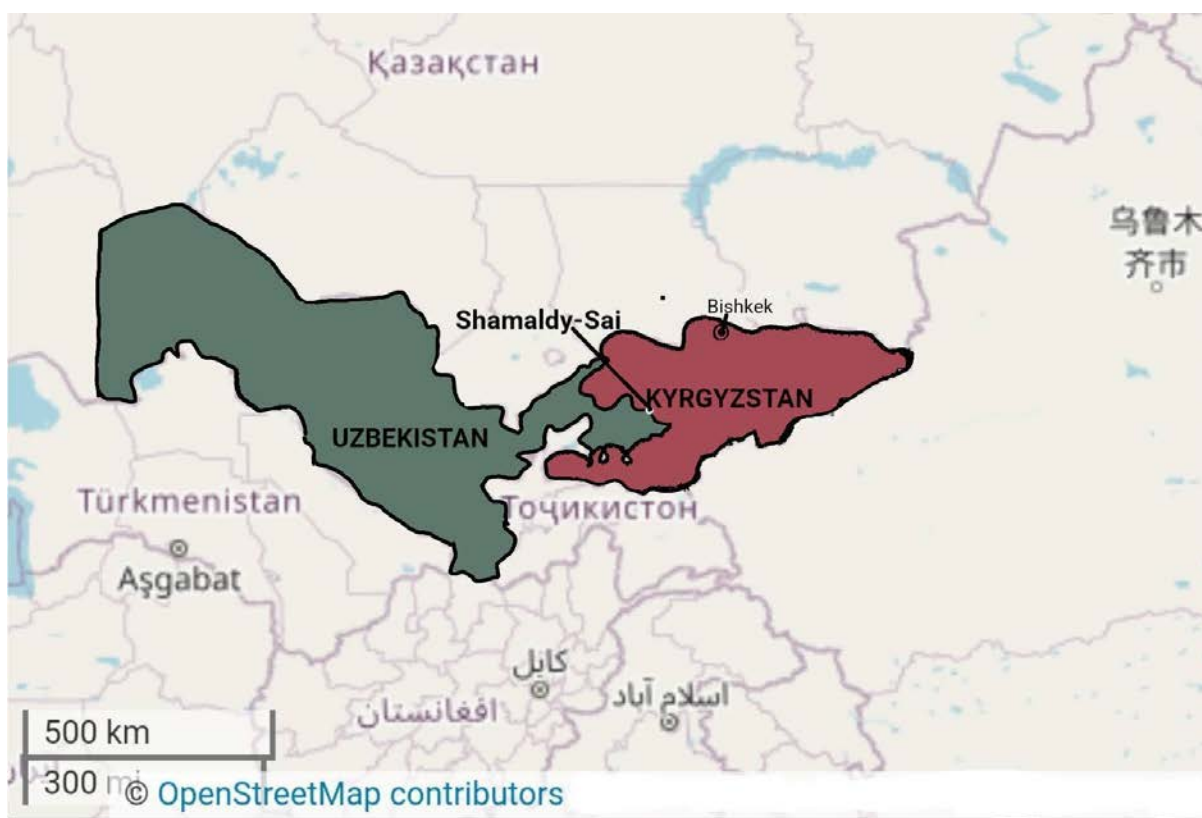 Қазақстан
乌鲁木
齐市
Bishkek
Shamaldy-Sai
KYRGYZSTAN
UZBEKISTAN
Türkmenistan
Тоҷикистон
Aşgabat
کابل
اسلام آباد
افغانستان
500 km
300 mi
© OpenStreetMap contributors